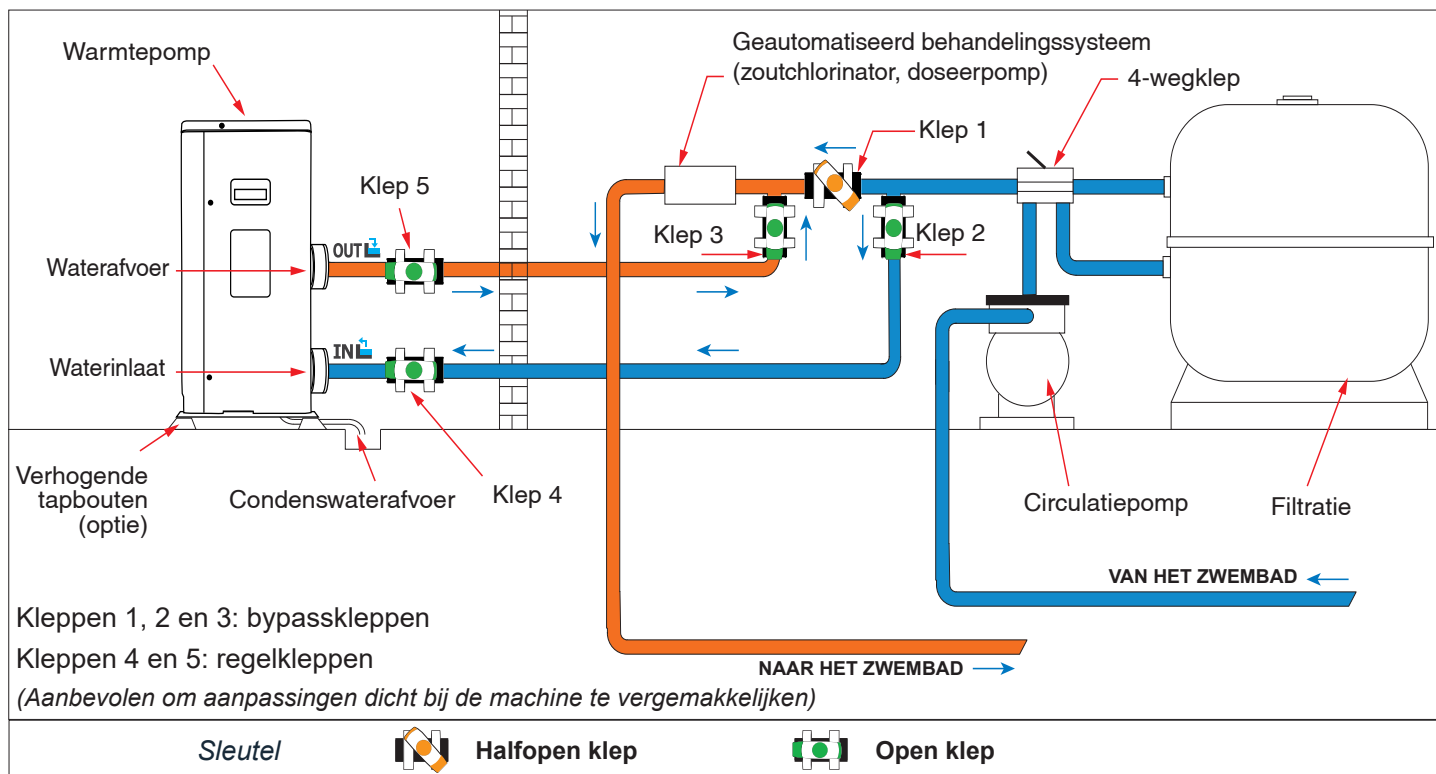 Warmtepomp
Geautomatiseerd behandelingssysteem
(zoutchlorinator, doseerpomp)
4-wegklep
Klep 1
Klep 5
Klep 3
Klep 2
OUT
Waterafvoer
IN
Waterinlaat
Verhogende
tapbouten
(optie)
Condenswaterafvoer
Klep 4
Circulatiepomp
Filtratie
VAN HET ZWEMBAD
Kleppen 1, 2 en 3: bypasskleppen
Kleppen 4 en 5: regelkleppen
NAAR HET ZWEMBAD
(Aanbevolen om aanpassingen dicht bij de machine te vergemakkelijken)
Sleutel
Halfopen klep
Open klep